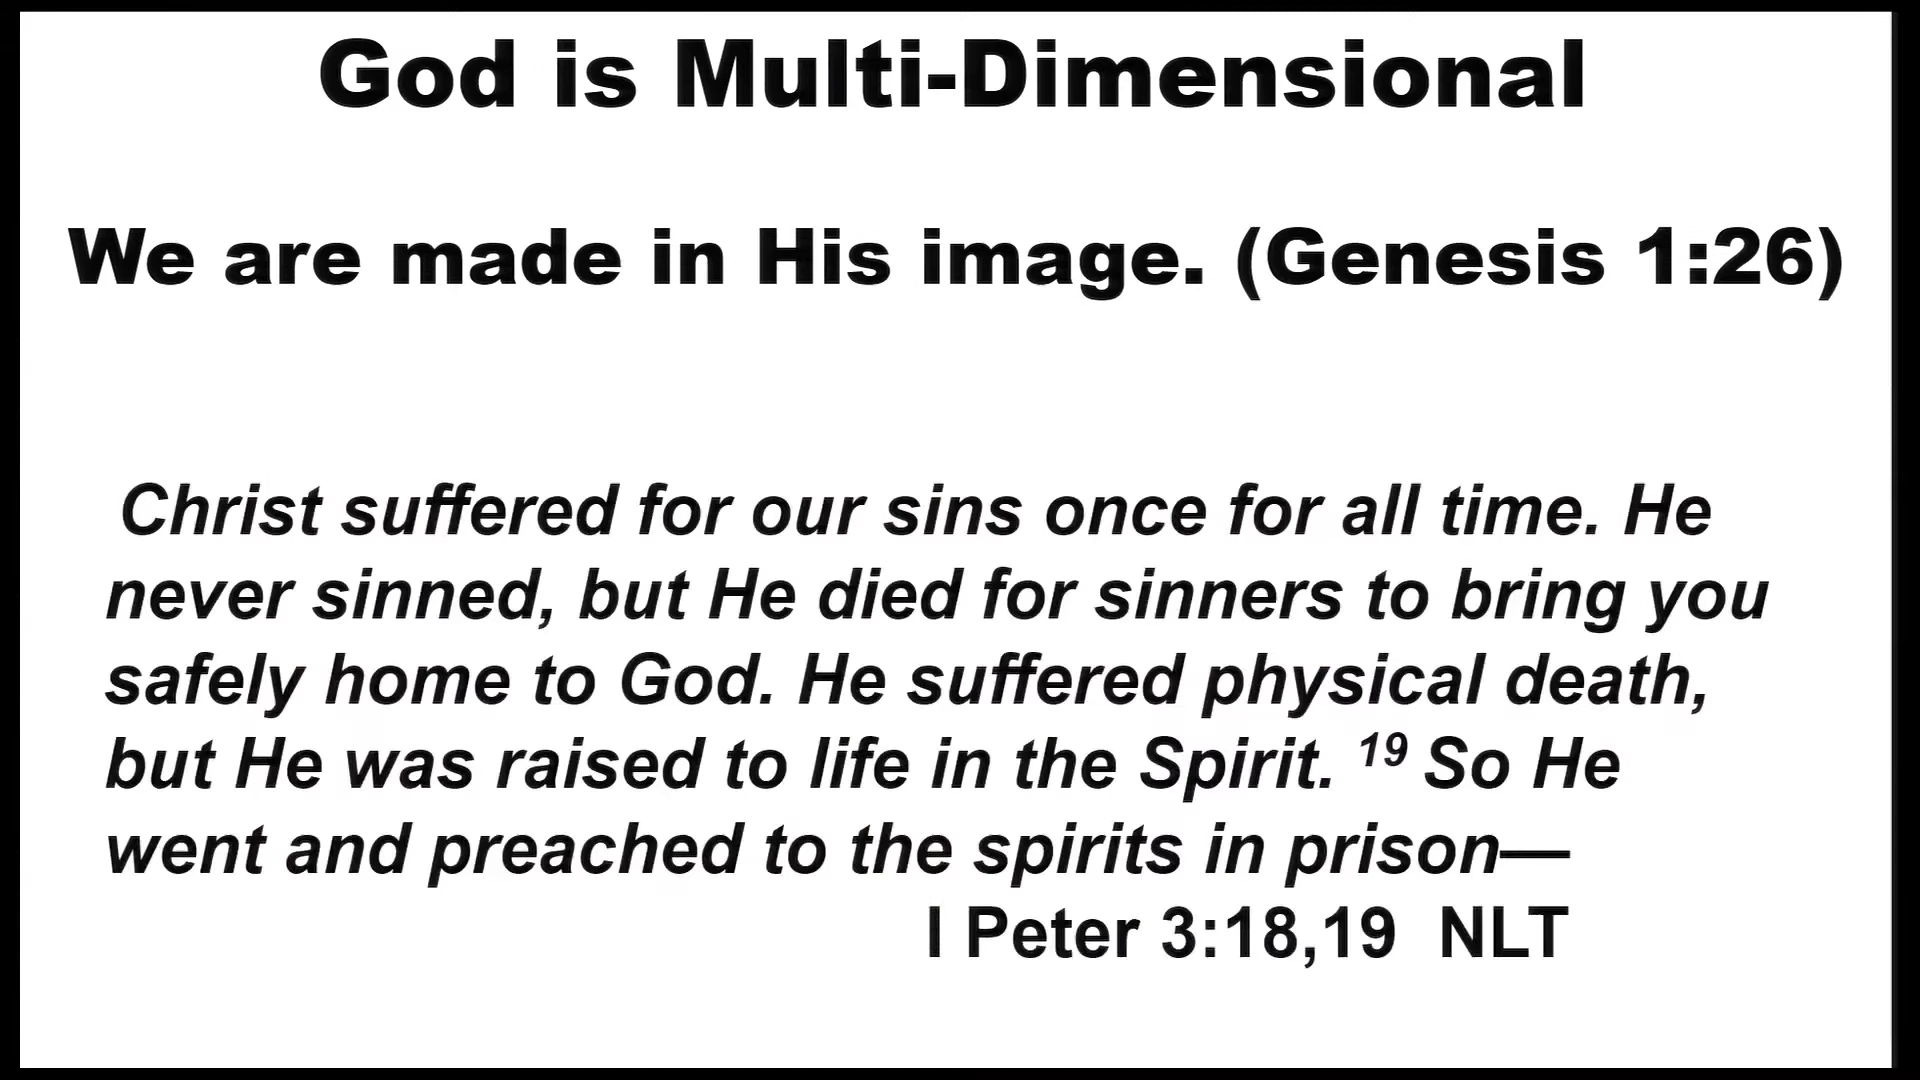 God is Multi-Dimensional
We are made in His image. (Genesis 1:26)
Christ suffered for our sins once for all time. He
never sinned, but He died for sinners to bring you
safely home to God. He suffered physical death,
but He was raised to life in the Spirit. ¹⁹ So He
went and preached to the spirits in prison—
I Peter 3:18,19 NLT